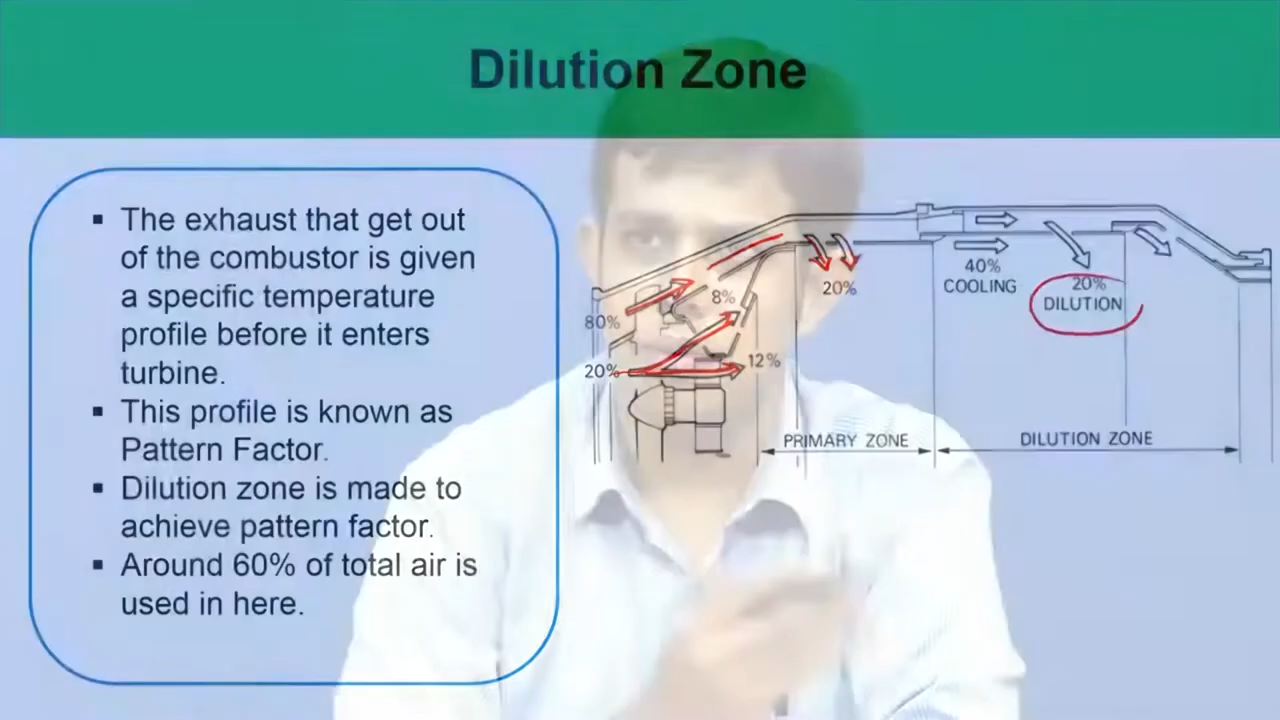 Dilution Zone
▪ The exhaust that get out
of the combustor is given
a specific temperature
profile before it enters
turbine.
▪ This profile is known as
Pattern Factor.
▪ Dilution zone is made to
achieve pattern factor.
▪ Around 60% of total air is
used in here.
80%
20%
8%
12%
20%
40%
COOLING
20%
DILUTION
PRIMARY ZONE
DILUTION ZONE